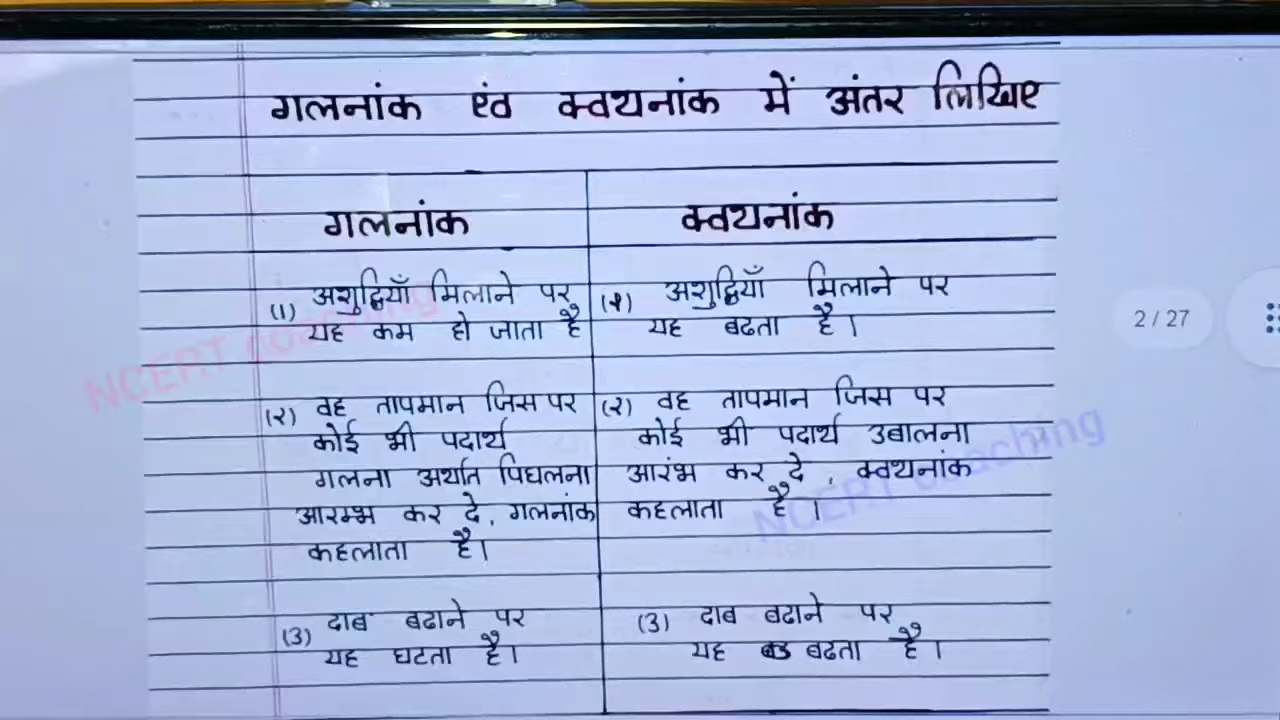 गलनांक एंव क्वथनांक में अंतर लिखिए
गलनांक
(1) अशुद्धियाँ मिलाने पर
यह कम हो जाता है
(२) वह तापमान जिस पर
कोई भी पदार्थ
गलना अर्थात पिघलना
आरम्भ कर दे, गलनांक
कहलाता है।
(3) दाब बढाने पर
यह घटता है।
क्वथनांक
(१) अशुद्धियाँ मिलाने पर
यह बढता है।
(२) वह तापमान जिस पर
कोई भी पदार्थ उबालना
आरंभ कर दे, क्वथनांक
कहलाता है।
(3) दाब बढाने पर
यह बढता है।
2 / 27
NCERT coaching
NCERT coaching